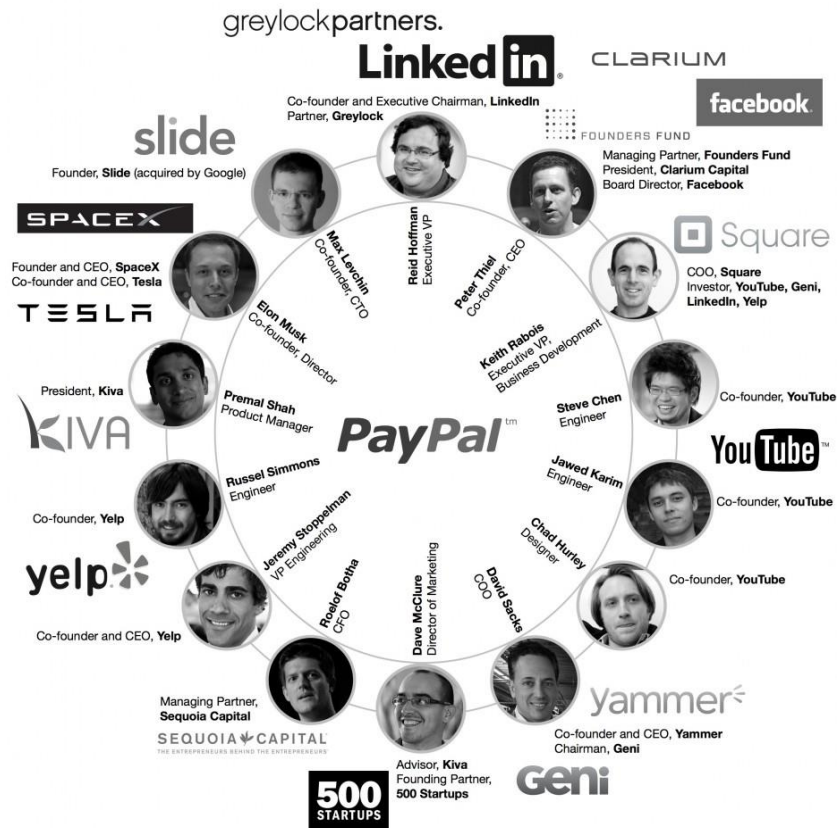 greylockpartners.
LinkedIn®
CLARIUM
facebook.
Co-founder and Executive Chairman, LinkedIn
Partner, Greylock
FOUNDERS FUND
Managing Partner, Founders Fund
President, Clarium Capital
Board Director, Facebook
slide
Founder, Slide (acquired by Google)
SPACEX
Founder and CEO, SpaceX
Co-founder and CEO, Tesla
TESLA
Square
COO, Square
Investor, YouTube, Geni,
LinkedIn, Yelp
Reid Hoffman
Executive VP
Peter Thiel
Co-founder, CEO
Keith Rabois
Executive VP,
Business Development
Steve Chen
Engineer
Jawed Karim
Engineer
Chad Hurley
Designer
David Sacks
COO
Dave McClure
Director of Marketing
Roelof Botha
CFO
Jeremy Stoppelman
VP Engineering
Russel Simmons
Engineer
Premal Shah
Product Manager
Elon Musk
Co-founder, Director
Max Levchin
Co-founder, CTO
PayPal™
President, Kiva
KIVA
Co-founder, YouTube
YouTube™
Co-founder, YouTube
Co-founder, Yelp
yelp
Co-founder, YouTube
Co-founder and CEO, Yelp
Managing Partner,
Sequoia Capital
SEQUOIA CAPITAL
THE ENTREPRENEURS BEHIND THE ENTREPRENEURS
yammer
Co-founder and CEO, Yammer
Chairman, Geni
Geni
Advisor, Kiva
Founding Partner,
500 Startups
500
STARTUPS